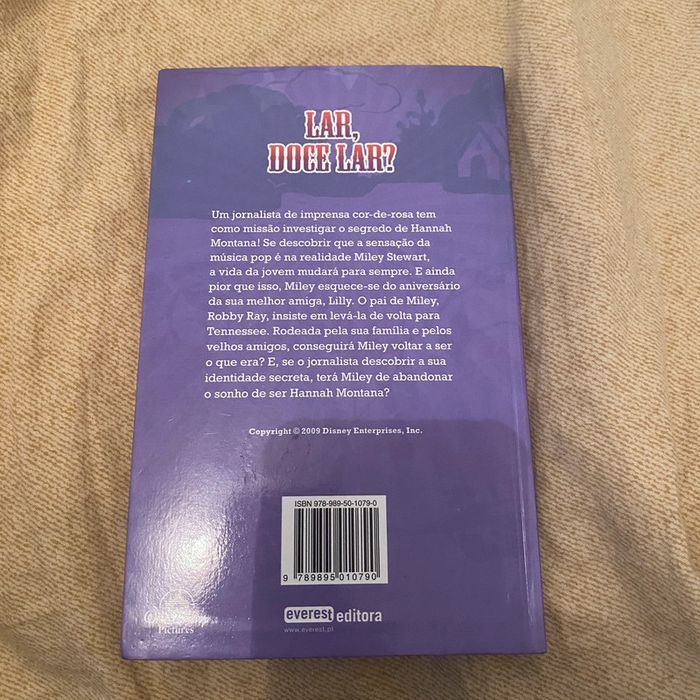 LAR,
DOCE LAR?
Um jornalista de imprensa cor-de-rosa tem
como missão investigar o segredo de Hannah
Montana! Se descobrir que a sensação da
música pop é na realidade Miley Stewart,
a vida da jovem mudará para sempre. E ainda
pior que isso, Miley esquece-se do aniversário
da sua melhor amiga, Lilly. O pai de Miley,
Robby Ray, insiste em levá-la de volta para
Tennessee. Rodeada pela sua família e pelos
velhos amigos, conseguirá Miley voltar a ser
o que era? E, se o jornalista descobrir a sua
identidade secreta, terá Miley de abandonar
o sonho de ser Hannah Montana?
Copyright © 2009 Disney Enterprises, Inc.
ISBN 978-989-50-1079-0
9 789895 010790
Pictures
everest editora
www.everest.pt